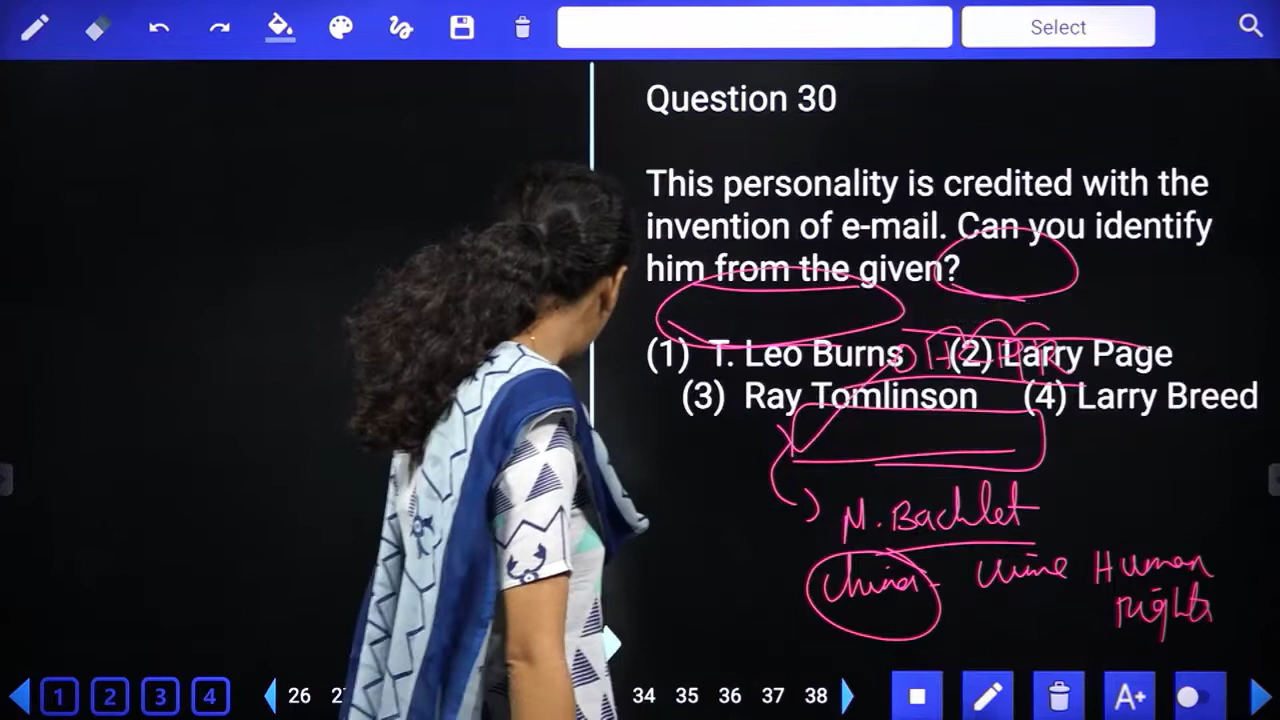 Select
Question 30
This personality is credited with the
invention of e-mail. Can you identify
him from the given?
(1) T. Leo Burns (2) Larry Page
OHCHR
(3) Ray Tomlinson (4) Larry Breed
M. Bachlet
China - Crime Human
Rights
1 2 3 4 26 34 35 36 37 38 A+